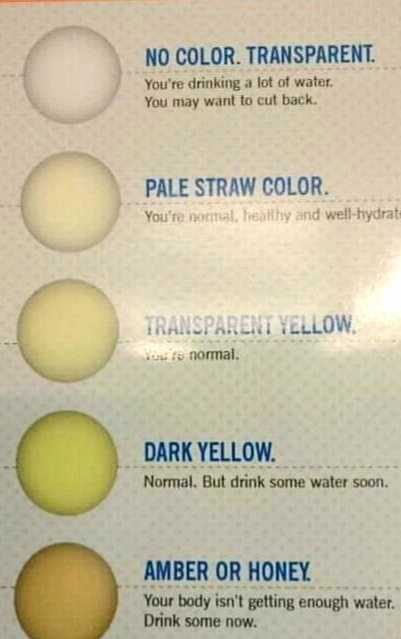 NO COLOR. TRANSPARENT.
You're drinking a lot of water.
You may want to cut back.
PALE STRAW COLOR.
You're normal, healthy and well-hydrat
TRANSPARENT YELLOW.
You're normal.
DARK YELLOW.
Normal. But drink some water soon.
AMBER OR HONEY.
Your body isn't getting enough water.
Drink some now.